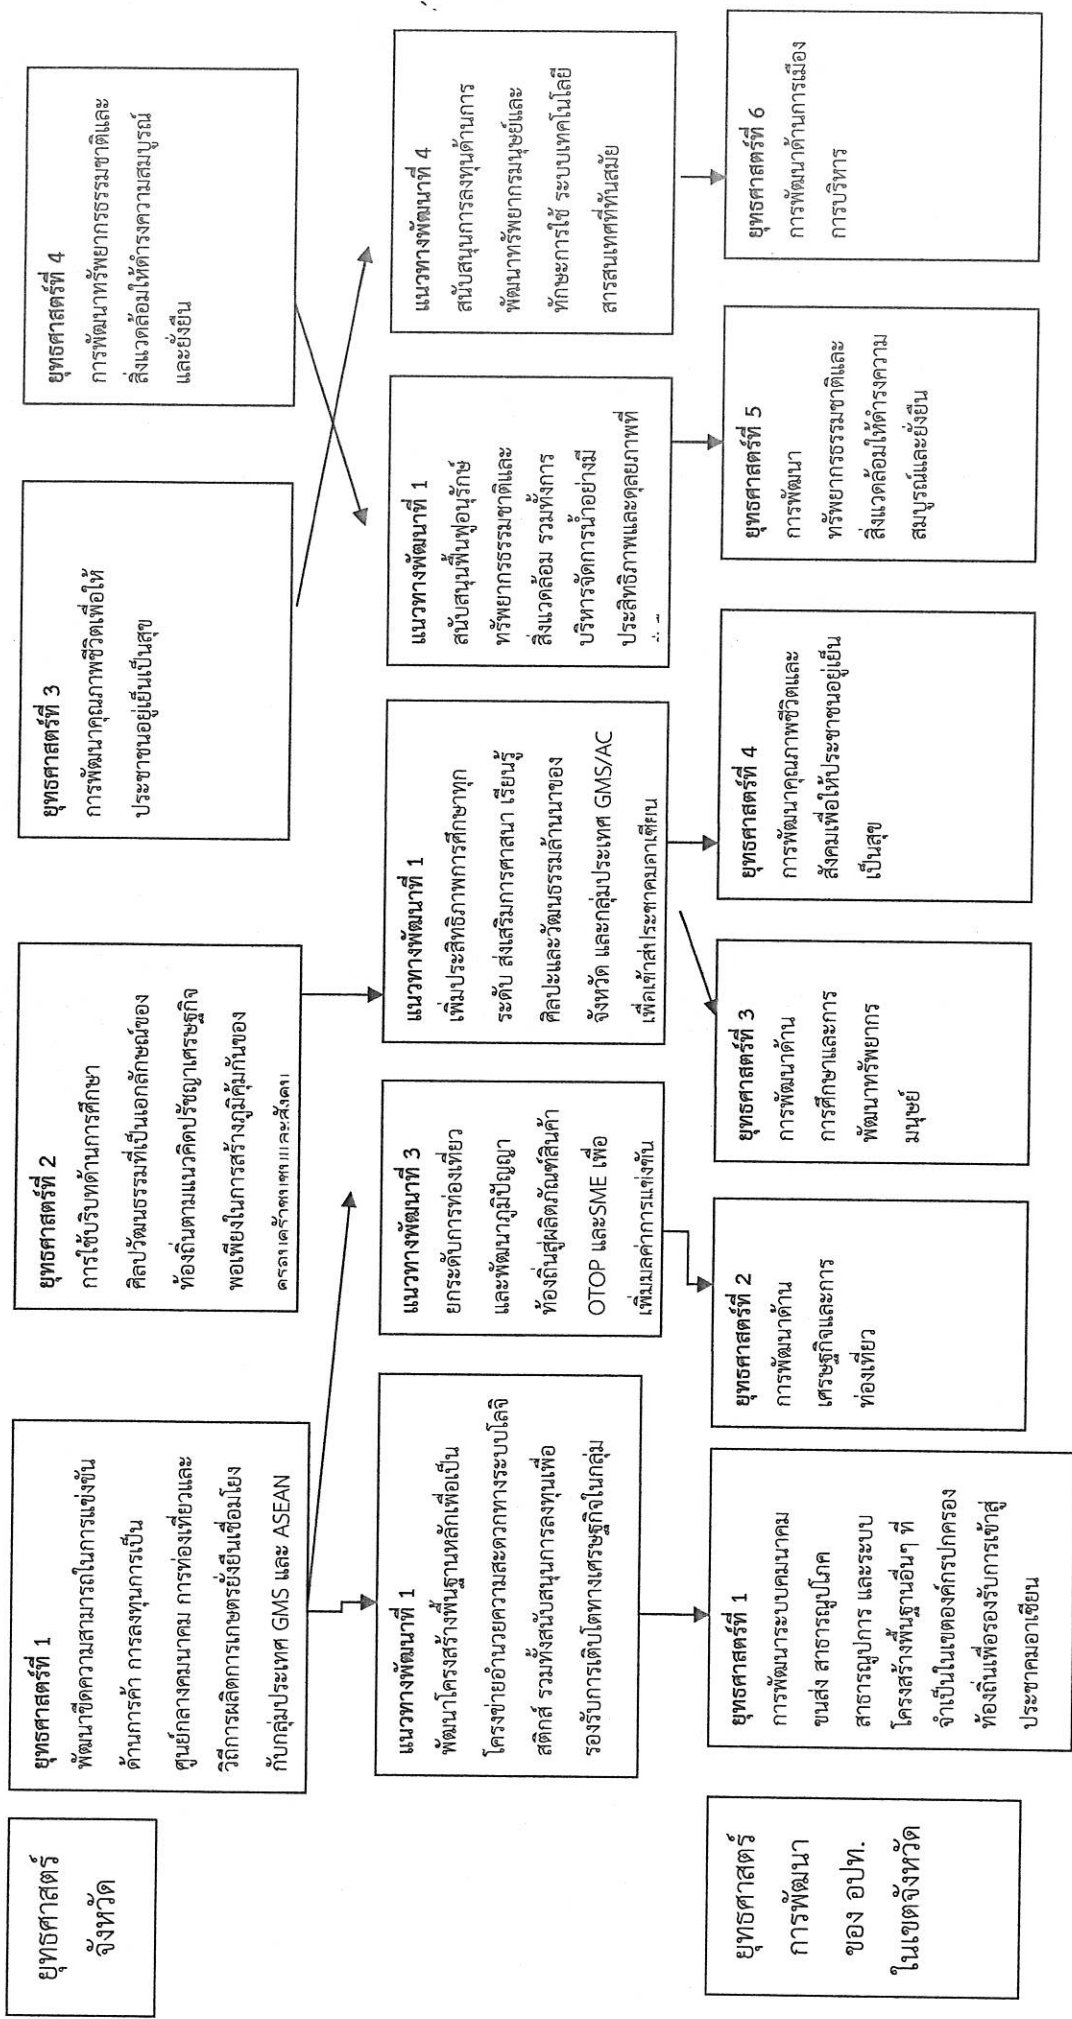 ยุทธศาสตร์
จังหวัด
ยุทธศาสตร์ที่ 1
พัฒนาขีดความสามารถในการแข่งขัน
ด้านการค้า การลงทุนการเป็น
ศูนย์กลางคมนาคม การท่องเที่ยวและ
วิถีการผลิตการเกษตรยั่งยืนเชื่อมโยง
กับกลุ่มประเทศ GMS และ ASEAN
ยุทธศาสตร์ที่ 2
การใช้บริบทด้านการศึกษา
ศิลปวัฒนธรรมที่เป็นเอกลักษณ์ของ
ท้องถิ่นตามแนวคิดปรัชญาเศรษฐกิจ
พอเพียงในการสร้างภูมิคุ้มกันของ
ยุทธศาสตร์ที่ 3
การพัฒนาคุณภาพชีวิตเพื่อให้
ประชาชนอยู่เย็นเป็นสุข
ยุทธศาสตร์ที่ 4
การพัฒนาทรัพยากรธรรมชาติและ
สิ่งแวดล้อมให้ดำรงความสมบูรณ์
และยั่งยืน
แนวทางพัฒนาที่ 1
พัฒนาโครงสร้างพื้นฐานหลักเพื่อเป็น
โครงข่ายอำนวยความสะดวกทางระบบโลจิ
สติกส์ รวมทั้งสนับสนุนการลงทุนเพื่อ
รองรับการเติบโตทางเศรษฐกิจในกลุ่ม
แนวทางพัฒนาที่ 3
ยกระดับการท่องเที่ยว
และพัฒนาภูมิปัญญา
ท้องถิ่นสู่ผลิตภัณฑ์สินค้า
OTOP และSME เพื่อ
เพิ่มมูลค่าการแข่งขัน
แนวทางพัฒนาที่ 1
เพิ่มประสิทธิภาพการศึกษาทุก
ระดับ ส่งเสริมการศาสนา เรียนรู้
ศิลปะและวัฒนธรรมล้านนาของ
จังหวัด และกลุ่มประเทศ GMS/AC
เพื่อเข้าสู่ประชาคมอาเซียน
แนวทางพัฒนาที่ 1
สนับสนุนฟื้นฟูอนุรักษ์
ทรัพยากรธรรมชาติและ
สิ่งแวดล้อม รวมทั้งการ
บริหารจัดการน้ำอย่างมี
ประสิทธิภาพและดุลยภาพที่
แนวทางพัฒนาที่ 4
สนับสนุนการลงทุนด้านการ
พัฒนาทรัพยากรมนุษย์และ
ทักษะการใช้ ระบบเทคโนโลยี
สารสนเทศที่ทันสมัย
ยุทธศาสตร์
การพัฒนา
ของ อปท.
ในเขตจังหวัด
ยุทธศาสตร์ที่ 1
การพัฒนาระบบคมนาคม
ขนส่ง สาธารณูปโภค
สาธารณูปการ และระบบ
โครงสร้างพื้นฐานอื่นๆ ที่
จำเป็นในเขตองค์กรปกครอง
ท้องถิ่นเพื่อรองรับการเข้าสู่
ประชาคมอาเซียน
ยุทธศาสตร์ที่ 2
การพัฒนาด้าน
เศรษฐกิจและการ
ท่องเที่ยว
ยุทธศาสตร์ที่ 3
การพัฒนาด้าน
การศึกษาและการ
พัฒนาทรัพยากร
มนุษย์
ยุทธศาสตร์ที่ 4
การพัฒนาคุณภาพชีวิตและ
สังคมเพื่อให้ประชาชนอยู่เย็น
เป็นสุข
ยุทธศาสตร์ที่ 5
การพัฒนา
ทรัพยากรธรรมชาติและ
สิ่งแวดล้อมให้ดำรงความ
สมบูรณ์และยั่งยืน
ยุทธศาสตร์ที่ 6
การพัฒนาด้านการเมือง
การบริหาร